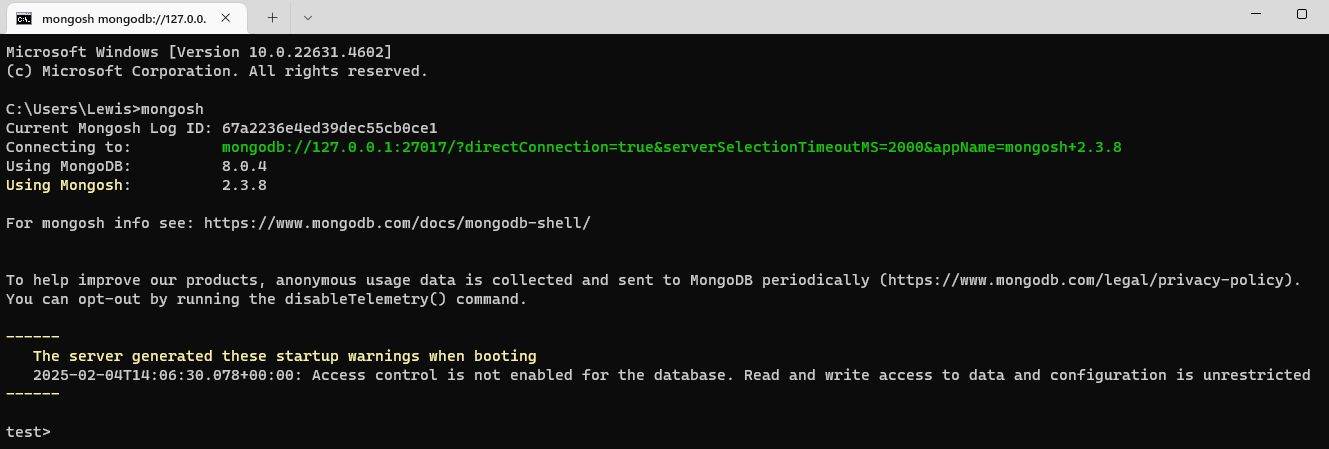 mongosh mongodb://127.0.0.
Microsoft Windows [Version 10.0.22631.4602]
(c) Microsoft Corporation. All rights reserved.
C:\Users\Lewis>mongosh
Current Mongosh Log ID: 67a2236e4ed39dec55cb0ce1
Connecting to:          mongodb://127.0.0.1:27017/?directConnection=true&serverSelectionTimeoutMS=2000&appName=mongosh+2.3.8
Using MongoDB:          8.0.4
Using Mongosh:          2.3.8
For mongosh info see: https://www.mongodb.com/docs/mongodb-shell/
To help improve our products, anonymous usage data is collected and sent to MongoDB periodically (https://www.mongodb.com/legal/privacy-policy).
You can opt-out by running the disableTelemetry() command.
------
   The server generated these startup warnings when booting
   2025-02-04T14:06:30.078+00:00: Access control is not enabled for the database. Read and write access to data and configuration is unrestricted
------
test>